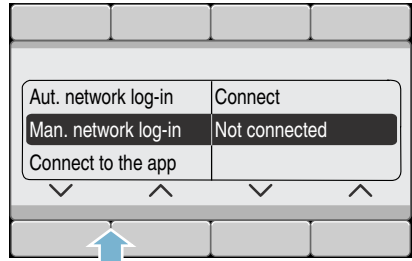 Aut. network log-in Connect
Man. network log-in Not connected
Connect to the app